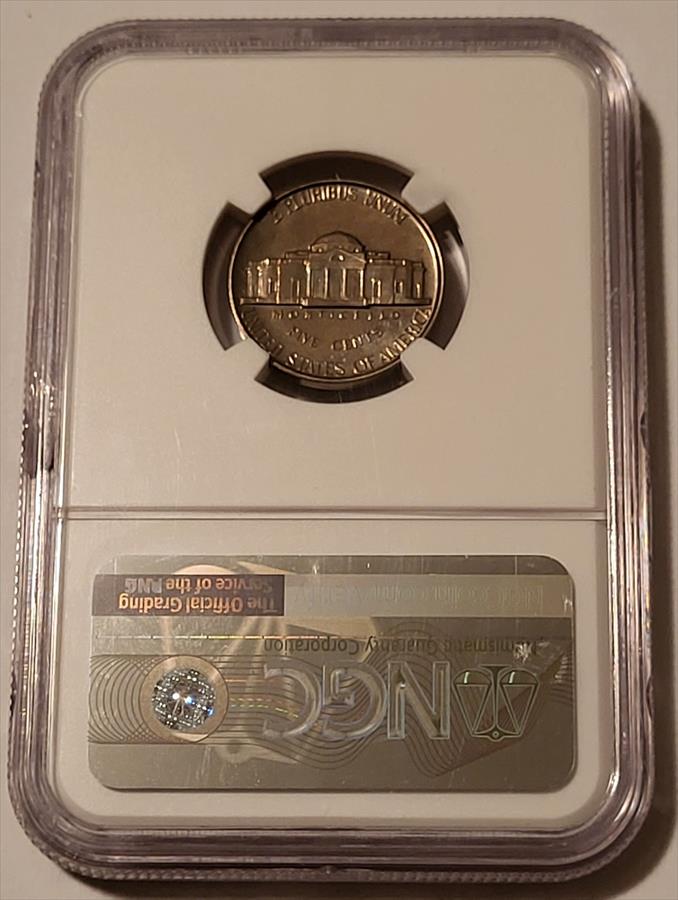 E PLURIBUS UNUM
MONTICELLO
FIVE CENTS
UNITED STATES OF AMERICA
The Official Grading
Service of the ANA
Numismatic Guaranty Corporation
NGC